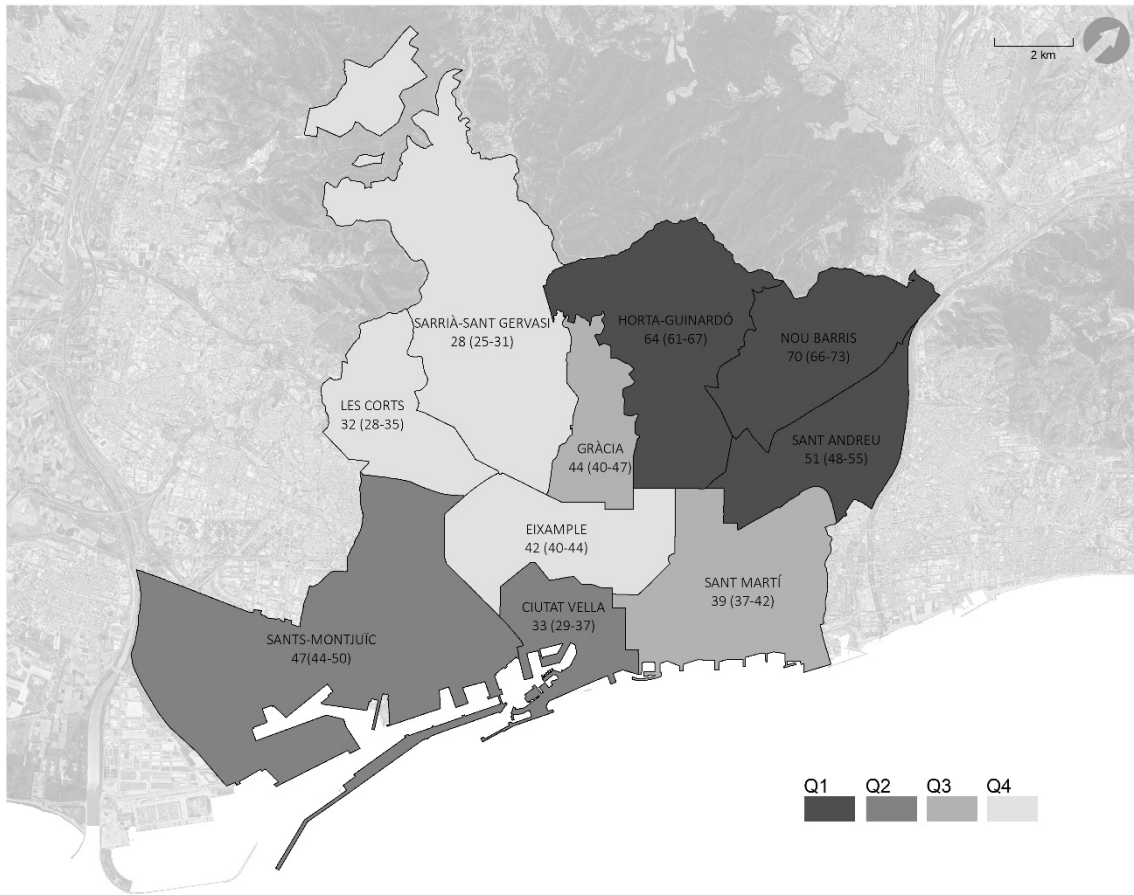 2 km
SARRIÀ-SANT GERVASI
28 (25-31)
HORTA-GUINARDÓ
64 (61-67)
NOU BARRIS
70 (66-73)
LES CORTS
32 (28-35)
GRÀCIA
44 (40-47)
SANT ANDREU
51 (48-55)
EIXAMPLE
42 (40-44)
SANT MARTÍ
39 (37-42)
CIUTAT VELLA
33 (29-37)
SANTS-MONTJUÏC
47(44-50)
Q1 Q2 Q3 Q4